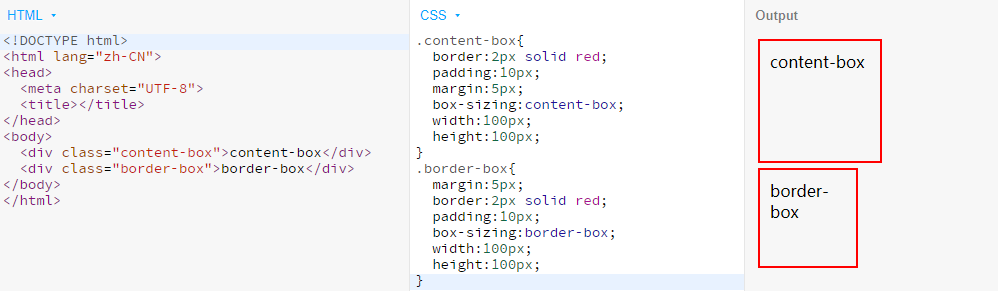 HTML
<!DOCTYPE html>
<html lang="zh-CN">
<head>
  <meta charset="UTF-8">
  <title></title>
</head>
<body>
  <div class="content-box">content-box</div>
  <div class="border-box">border-box</div>
</body>
</html>
CSS
.content-box{
  border:2px solid red;
  padding:10px;
  margin:5px;
  box-sizing:content-box;
  width:100px;
  height:100px;
}
.border-box{
  margin:5px;
  border:2px solid red;
  padding:10px;
  box-sizing:border-box;
  width:100px;
  height:100px;
}
Output
content-box
border-
box